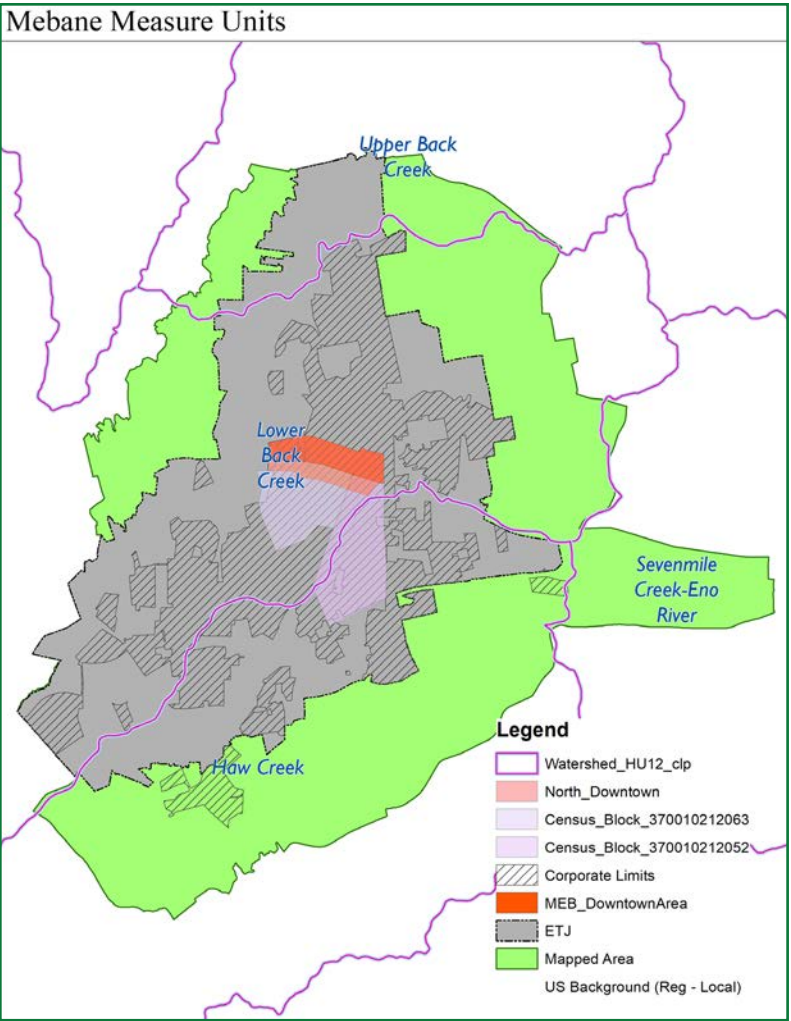 Mebane Measure Units
Upper Back
Creek
Lower
Back
Creek
Sevenmile
Creek-Eno
River
Haw Creek
Legend
Watershed_HU12_clp
North_Downtown
Census_Block_370010212063
Census_Block_370010212052
Corporate Limits
MEB_DowntownArea
ETJ
Mapped Area
US Background (Reg - Local)